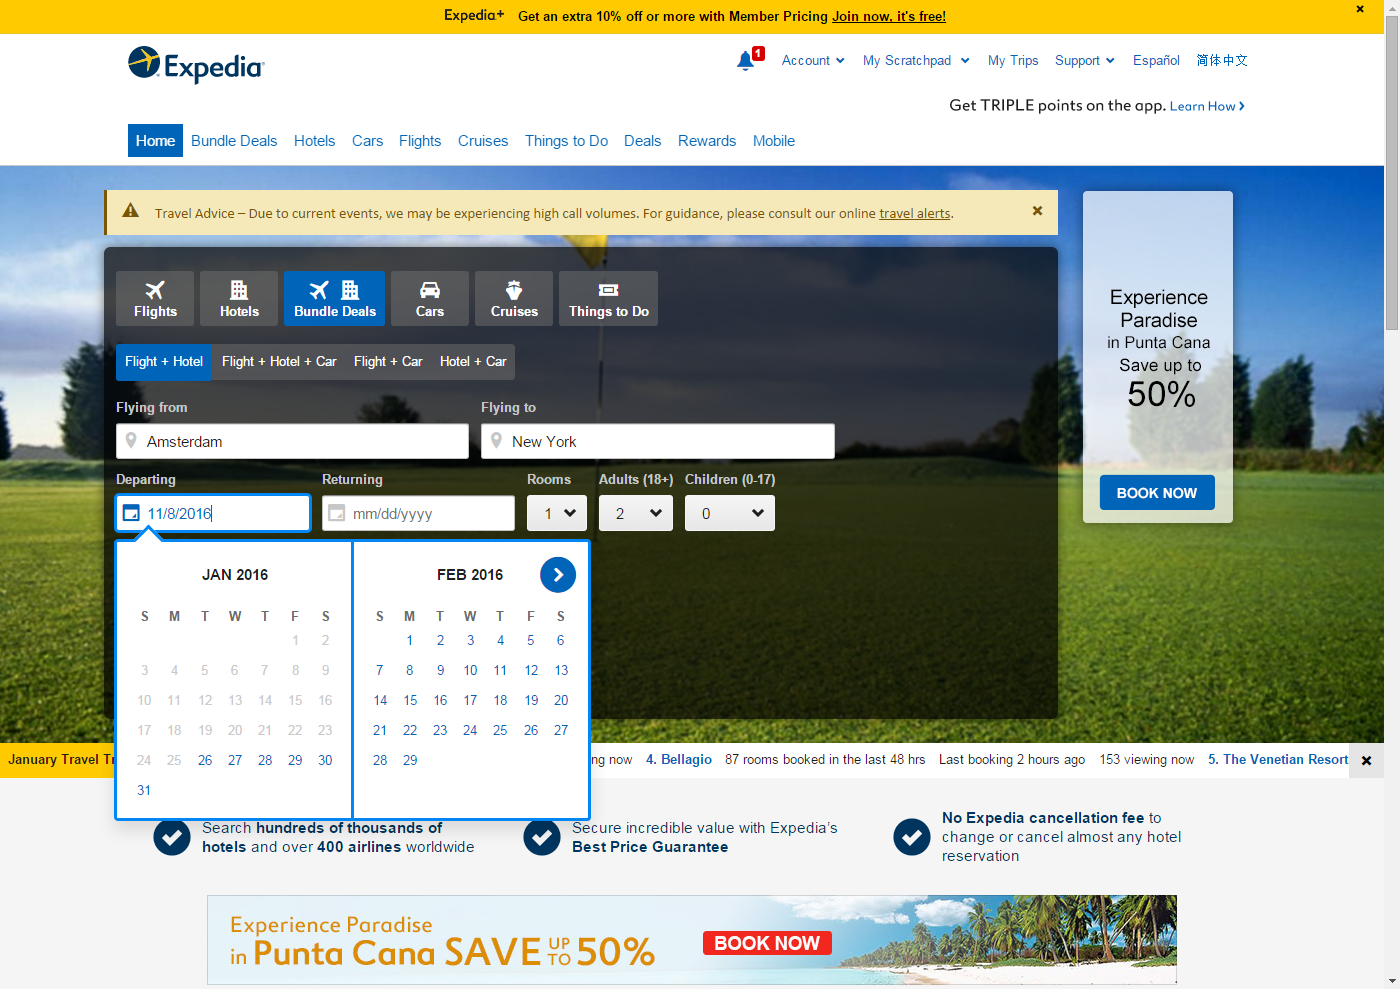 Expedia+ Get an extra 10% off or more with Member Pricing Join now, it's free!
Expedia
1 Account My Scratchpad My Trips Support Español 简体中文
Get TRIPLE points on the app. Learn How
Home Bundle Deals Hotels Cars Flights Cruises Things to Do Deals Rewards Mobile
Travel Advice – Due to current events, we may be experiencing high call volumes. For guidance, please consult our online travel alerts.
Flights Hotels Bundle Deals Cars Cruises Things to Do
Flight + Hotel Flight + Hotel + Car Flight + Car Hotel + Car
Flying from Flying to
Amsterdam New York
Departing Returning Rooms Adults (18+) Children (0-17)
11/8/2016 mm/dd/yyyy 1 2 0
JAN 2016
S M T W T F S
1 2
3 4 5 6 7 8 9
10 11 12 13 14 15 16
17 18 19 20 21 22 23
24 25 26 27 28 29 30
31
FEB 2016
S M T W T F S
1 2 3 4 5 6
7 8 9 10 11 12 13
14 15 16 17 18 19 20
21 22 23 24 25 26 27
28 29
Experience
Paradise
in Punta Cana
Save up to
50%
BOOK NOW
January Travel Tr ng now 4. Bellagio 87 rooms booked in the last 48 hrs Last booking 2 hours ago 153 viewing now 5. The Venetian Resort
Search hundreds of thousands of
hotels and over 400 airlines worldwide
Secure incredible value with Expedia's
Best Price Guarantee
No Expedia cancellation fee to
change or cancel almost any hotel
reservation
Experience Paradise
in Punta Cana SAVE UP TO 50%
BOOK NOW